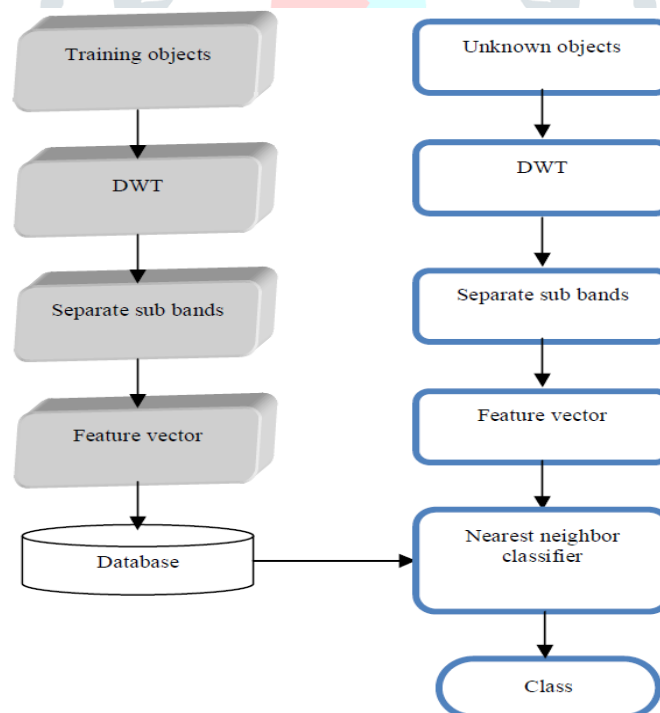 Training objects
DWT
Separate sub bands
Feature vector
Database
Unknown objects
DWT
Separate sub bands
Feature vector
Nearest neighbor
classifier
Class